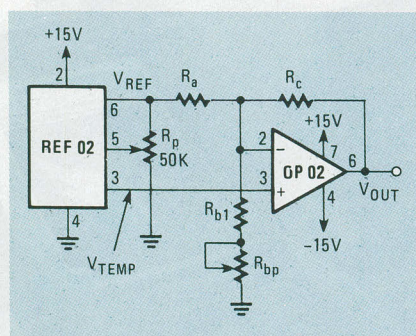 +15V
2
V_REF
R_a
R_c
6
+15V
REF 02
5
R_p
50K
2
−
7
6
OP 02
3
3
+
V_OUT
4
4
R_b1
−15V
V_TEMP
R_bp